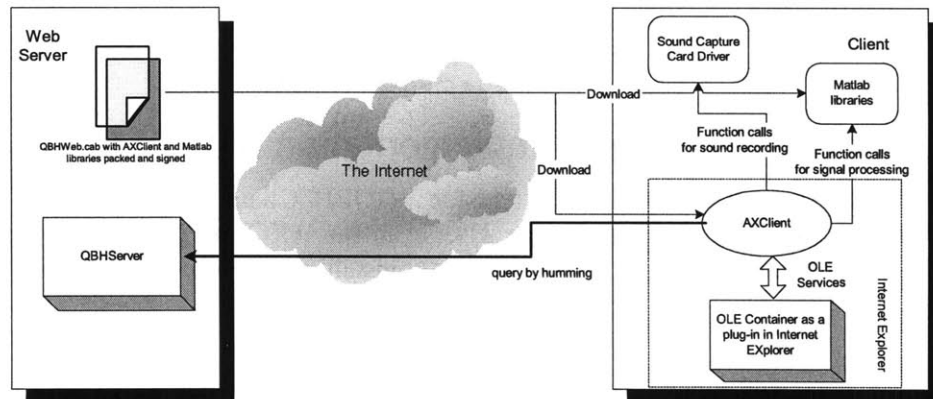 Web
Server
QBHWeb.cab with AXClient and Matlab
libraries packed and signed
QBHServer
The Internet
Download
Download
query by humming
Client
Sound Capture
Card Driver
Matlab
libraries
Function calls
for sound recording
Function calls
for signal processing
AXClient
OLE
Services
OLE Container as a
plug-in in Internet
EXplorer
Internet Explorer